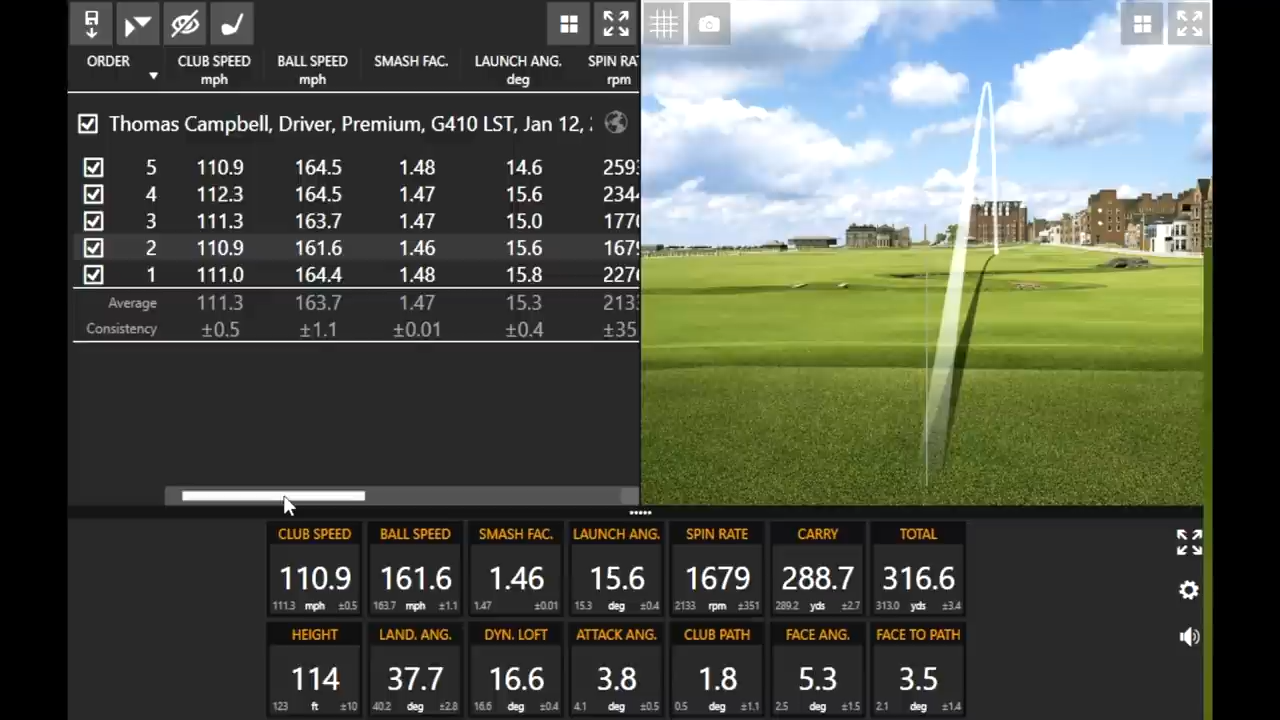 ORDER CLUB SPEED BALL SPEED SMASH FAC. LAUNCH ANG. SPIN RA
mph mph deg rpm
Thomas Campbell, Driver, Premium, G410 LST, Jan 12,
5 110.9 164.5 1.48 14.6 259
4 112.3 164.5 1.47 15.6 2344
3 111.3 163.7 1.47 15.0 177
2 110.9 161.6 1.46 15.6 1679
1 111.0 164.4 1.48 15.8 2276
Average 111.3 163.7 1.47 15.3 2133
Consistency ±0.5 ±1.1 ±0.01 ±0.4 ±35
CLUB SPEED BALL SPEED SMASH FAC. LAUNCH ANG. SPIN RATE CARRY TOTAL
110.9 161.6 1.46 15.6 1679 288.7 316.6
111.3 mph ±0.5 163.7 mph ±1.1 1.47 ±0.01 15.3 deg ±0.4 2133 rpm ±351 289.2 yds ±2.7 313.0 yds ±3.4
HEIGHT LAND. ANG. DYN. LOFT ATTACK ANG. CLUB PATH FACE ANG. FACE TO PATH
114 37.7 16.6 3.8 1.8 5.3 3.5
123 ft ±10 40.2 deg ±2.8 16.6 deg ±0.4 4.1 deg ±0.5 0.5 deg ±1.1 2.5 deg ±1.5 2.1 deg ±1.4